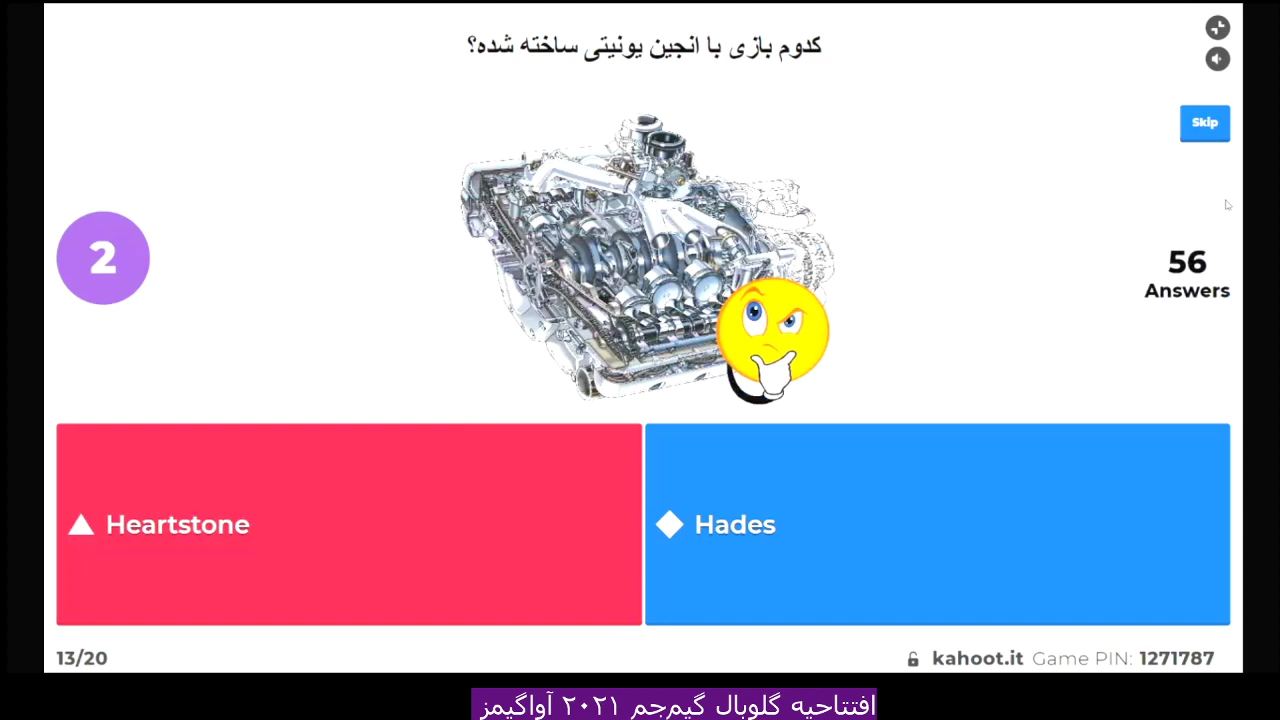 کدوم بازی با انجین یونیتی ساخته شده؟
Skip
2
56
Answers
Heartstone
Hades
13/20
kahoot.it Game PIN: 1271787
افتتاحیه گلوبال گیم‌جم ۲۰۲۱ آواگیمز